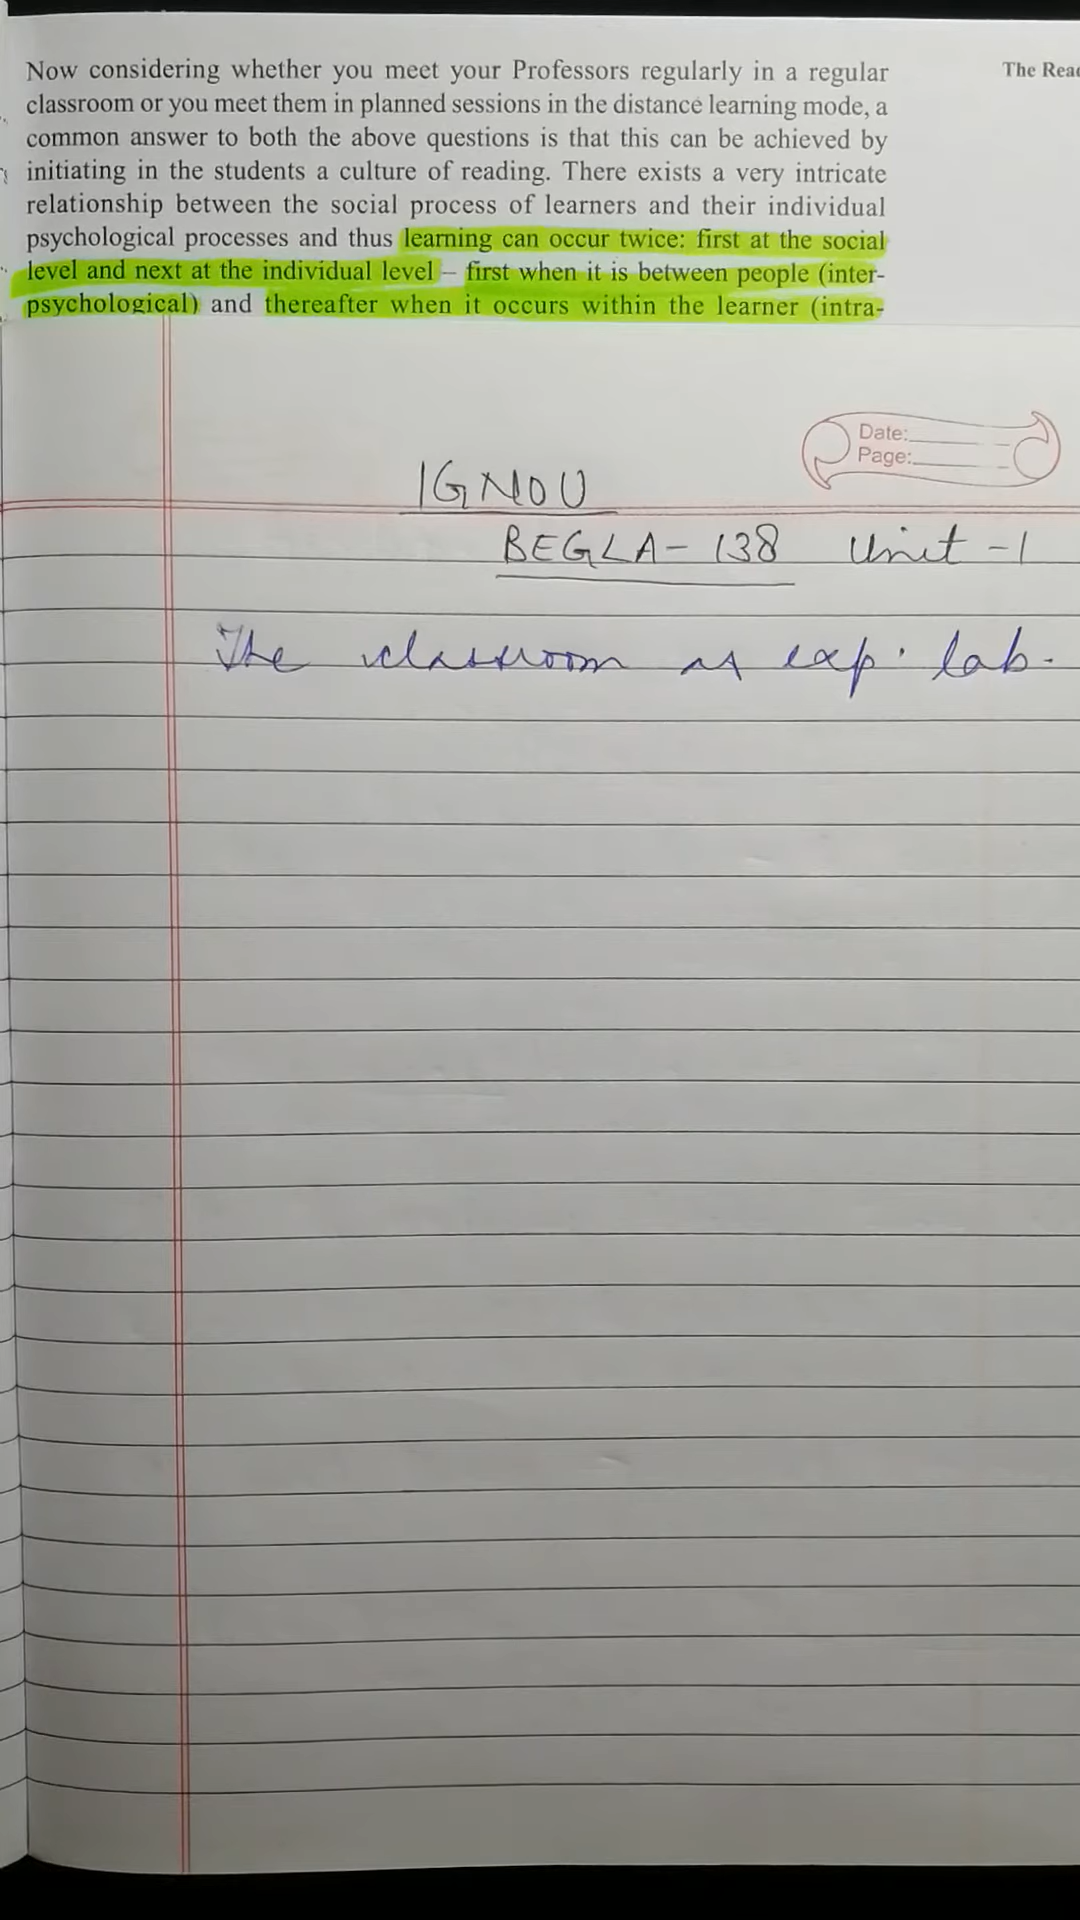 Now considering whether you meet your Professors regularly in a regular
The Read
classroom or you meet them in planned sessions in the distance learning mode, a
common answer to both the above questions is that this can be achieved by
initiating in the students a culture of reading. There exists a very intricate
relationship between the social process of learners and their individual
psychological processes and thus learning can occur twice: first at the social
level and next at the individual level – first when it is between people (inter-
psychological) and thereafter when it occurs within the learner (intra-
Date:
Page:
IGNOU
BEGLA-138 Unit-1
The classroom as exp. lab.